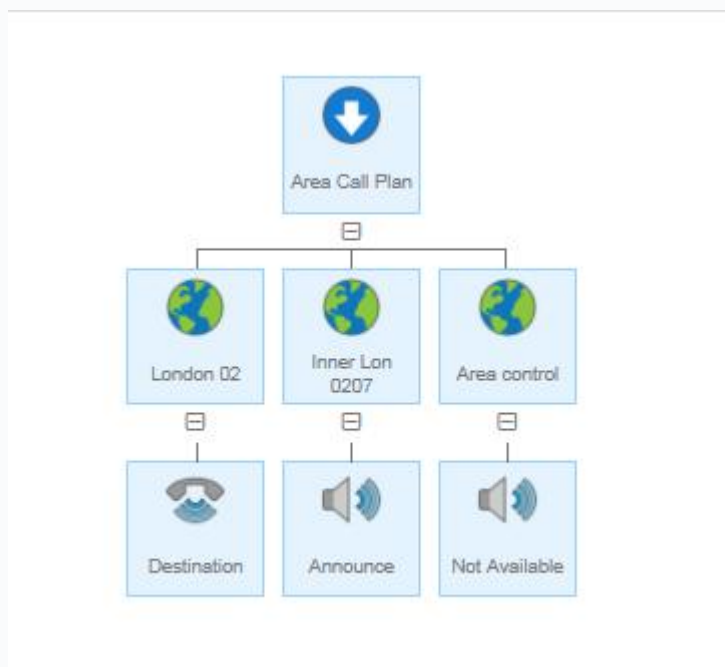 Area Call Plan
London 02
Inner Lon
0207
Area control
Destination
Announce
Not Available